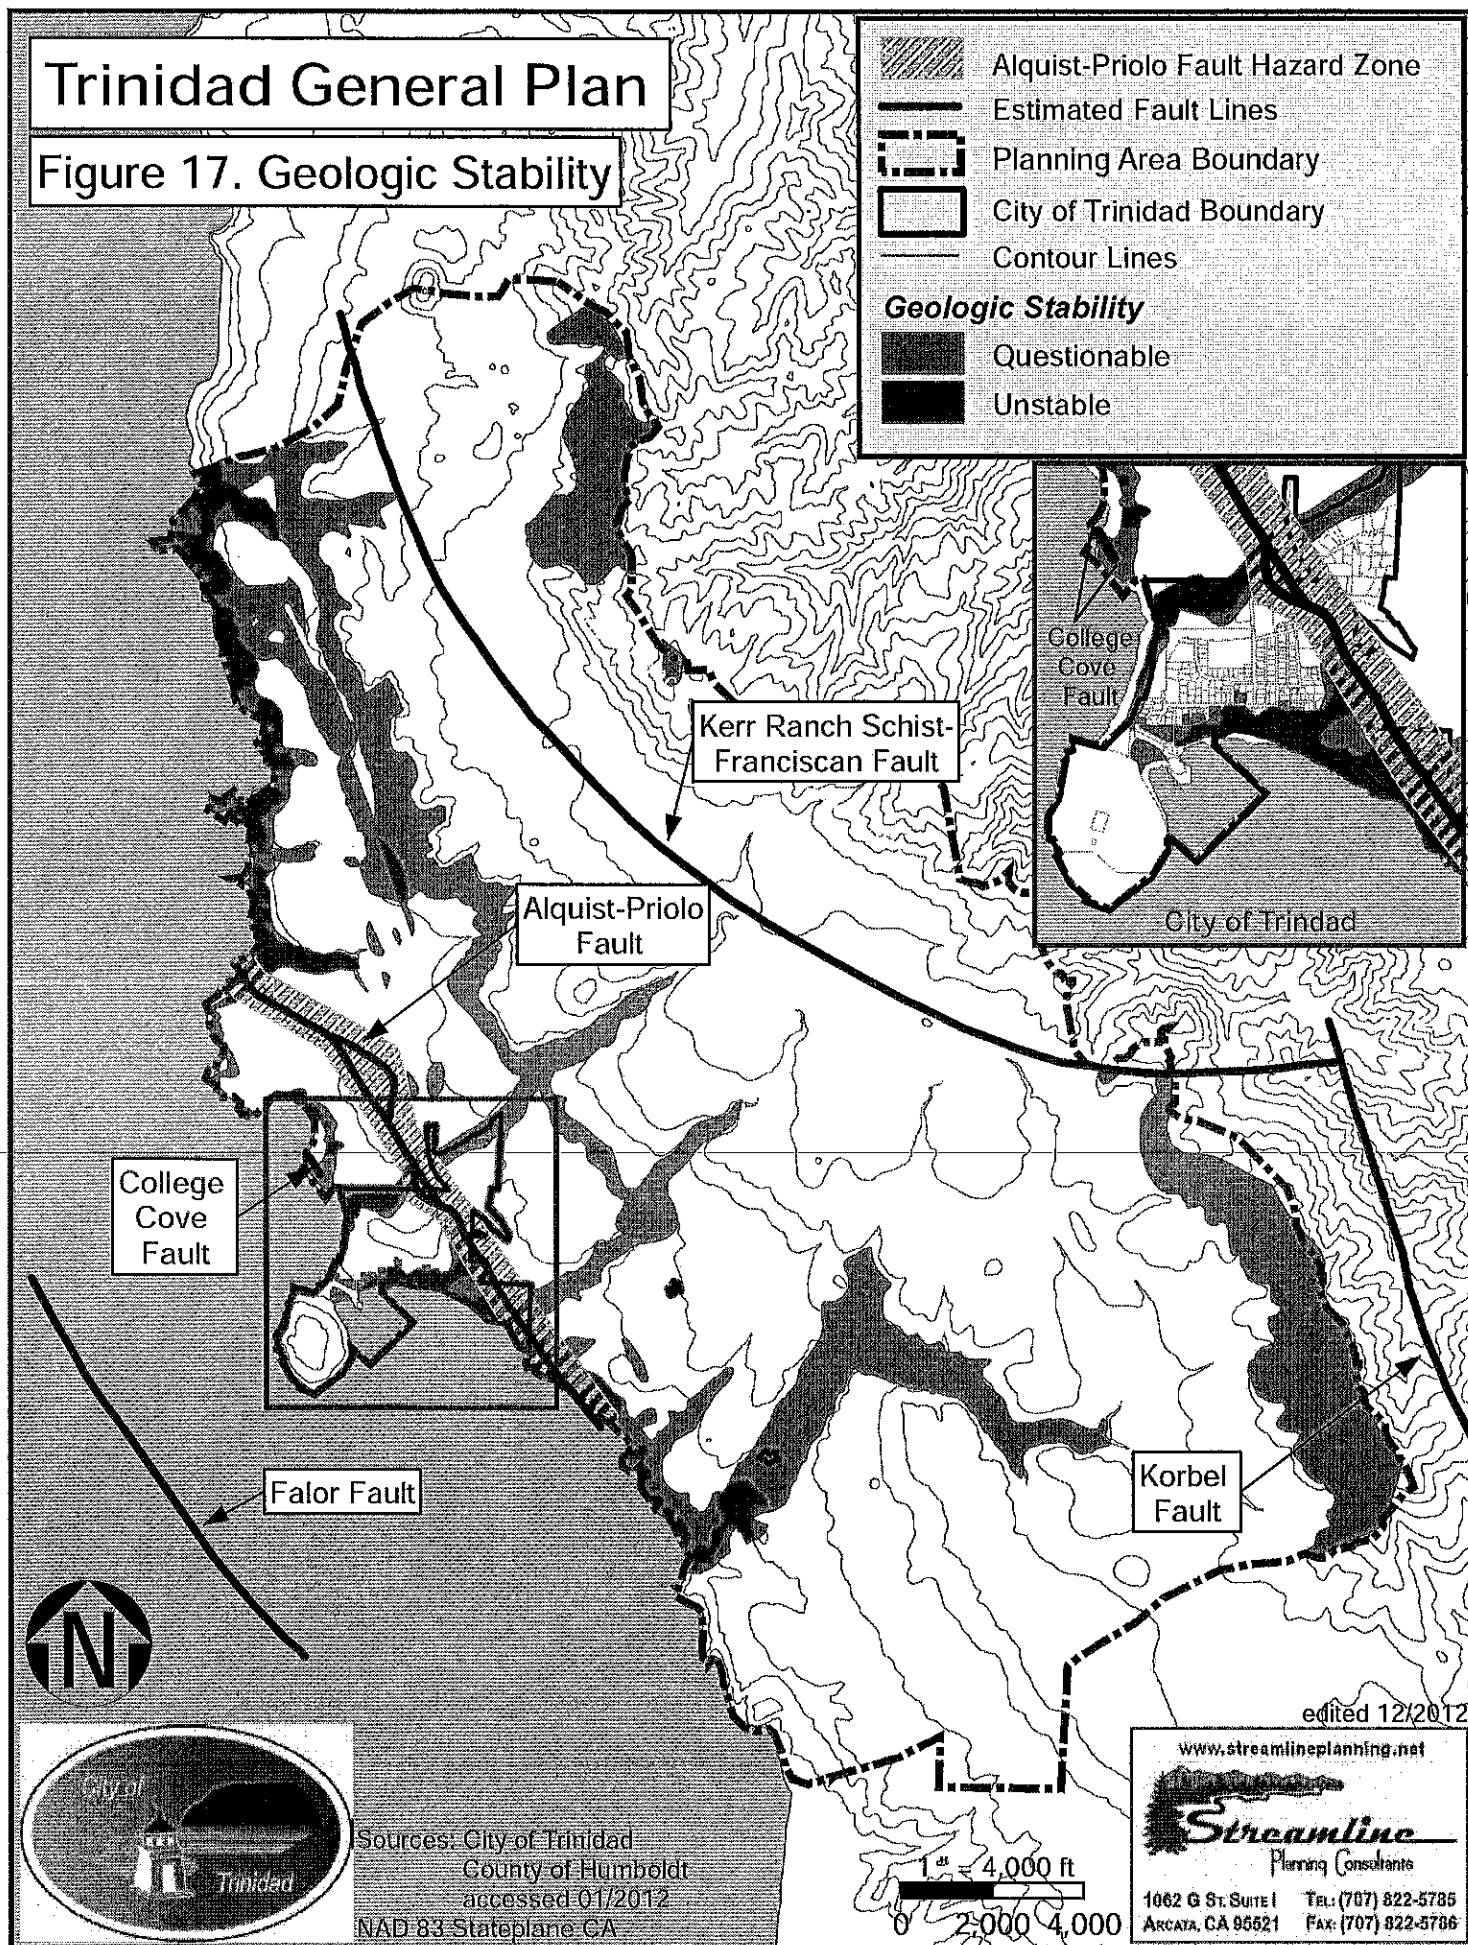 Trinidad General Plan
Figure 17. Geologic Stability
Alquist-Priolo Fault Hazard Zone
Estimated Fault Lines
Planning Area Boundary
City of Trinidad Boundary
Contour Lines
Geologic Stability
Questionable
Unstable
College
Cove
Fault
City of Trindad
Kerr Ranch Schist-
Franciscan Fault
Alquist-Priolo
Fault
College
Cove
Fault
Falor Fault
Korbel
Fault
N
City of
Trinidad
Sources: City of Trinidad
County of Humboldt
accessed 01/2012
NAD 83 Stateplane CA
= 4,000 ft
0 2,000 4,000
edited 12/2012
www.streamlineplanning.net
Streamline
Planning Consultants
1062 G St. Suite I Tel: (707) 822-5785
Arcata, CA 95521 Fax: (707) 822-5786